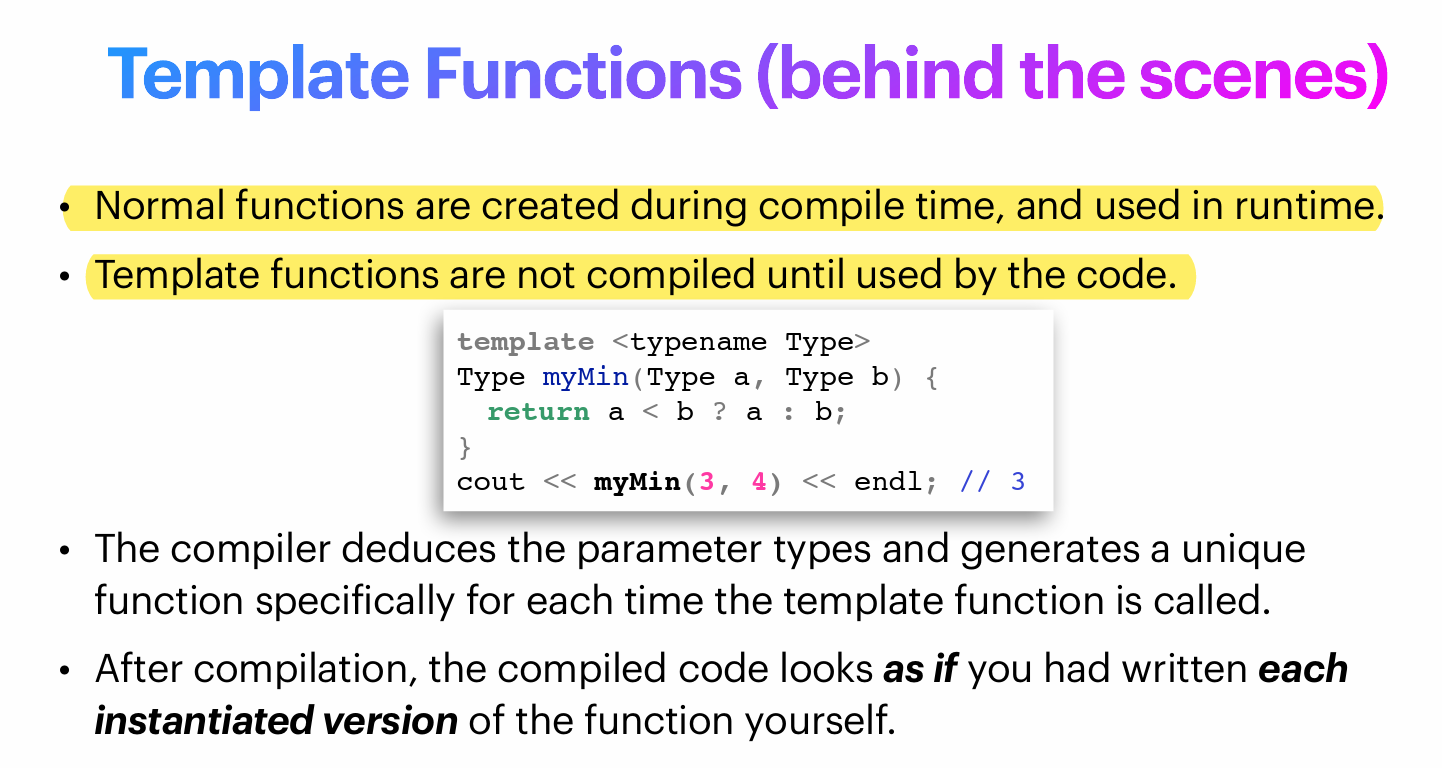 Template Functions (behind the scenes)
• Normal functions are created during compile time, and used in runtime.
• Template functions are not compiled until used by the code.
template <typename Type>
Type myMin(Type a, Type b) {
  return a < b ? a : b;
}
cout << myMin(3, 4) << endl; // 3
• The compiler deduces the parameter types and generates a unique
function specifically for each time the template function is called.
• After compilation, the compiled code looks as if you had written each
instantiated version of the function yourself.